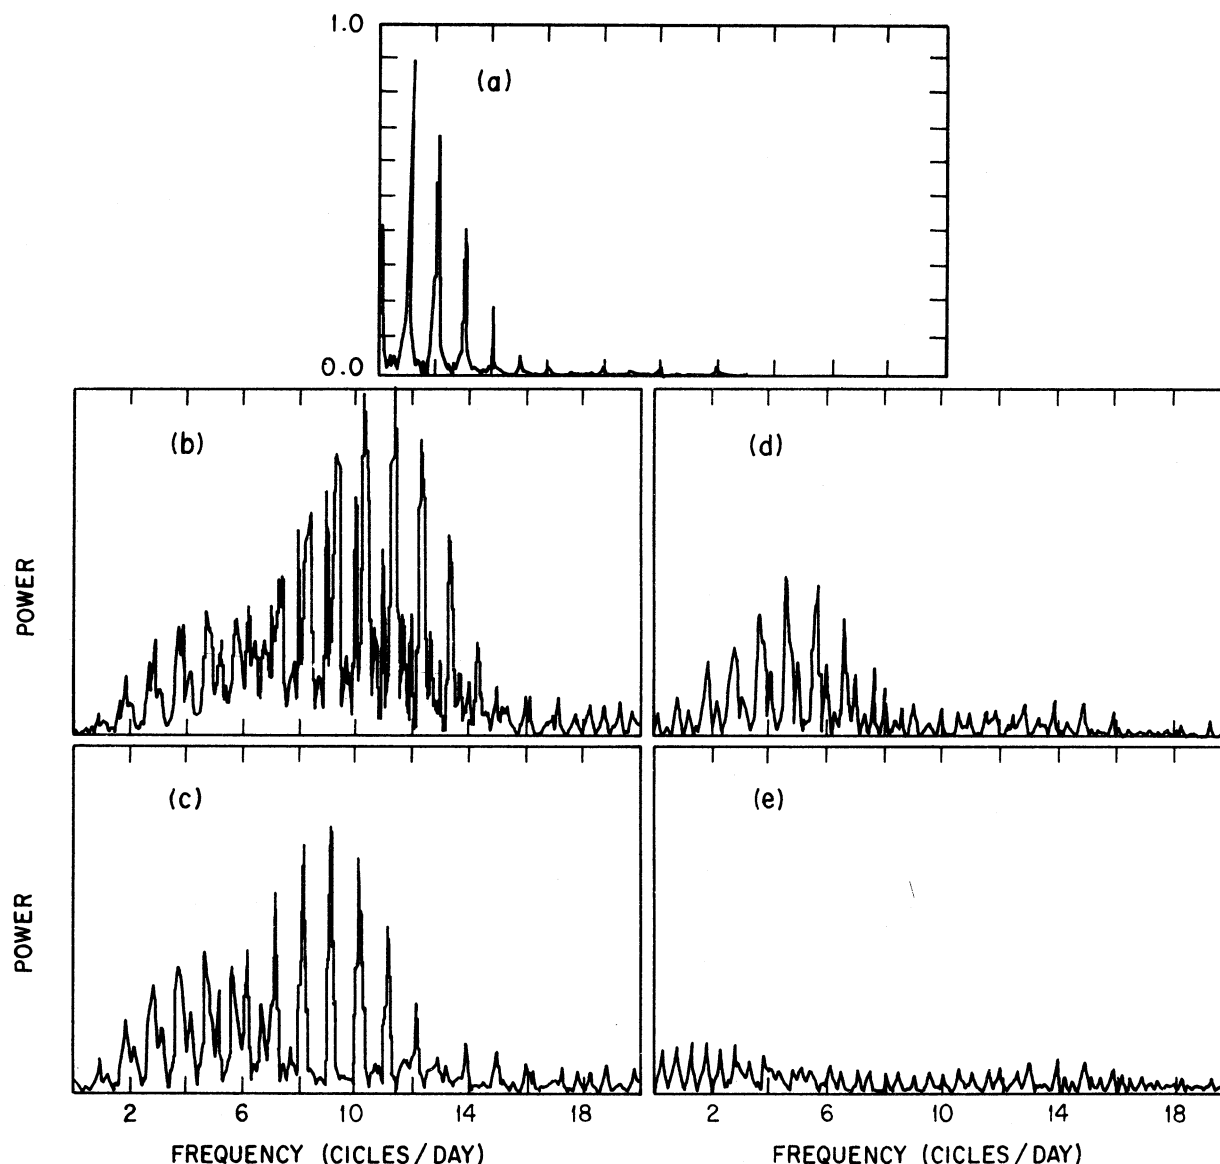 1.0
(a)
0.0
(b)
(d)
POWER
(c)
(e)
POWER
2 6 10 14 18
2 6 10 14 18
FREQUENCY (CICLES/DAY)
FREQUENCY (CICLES/DAY)